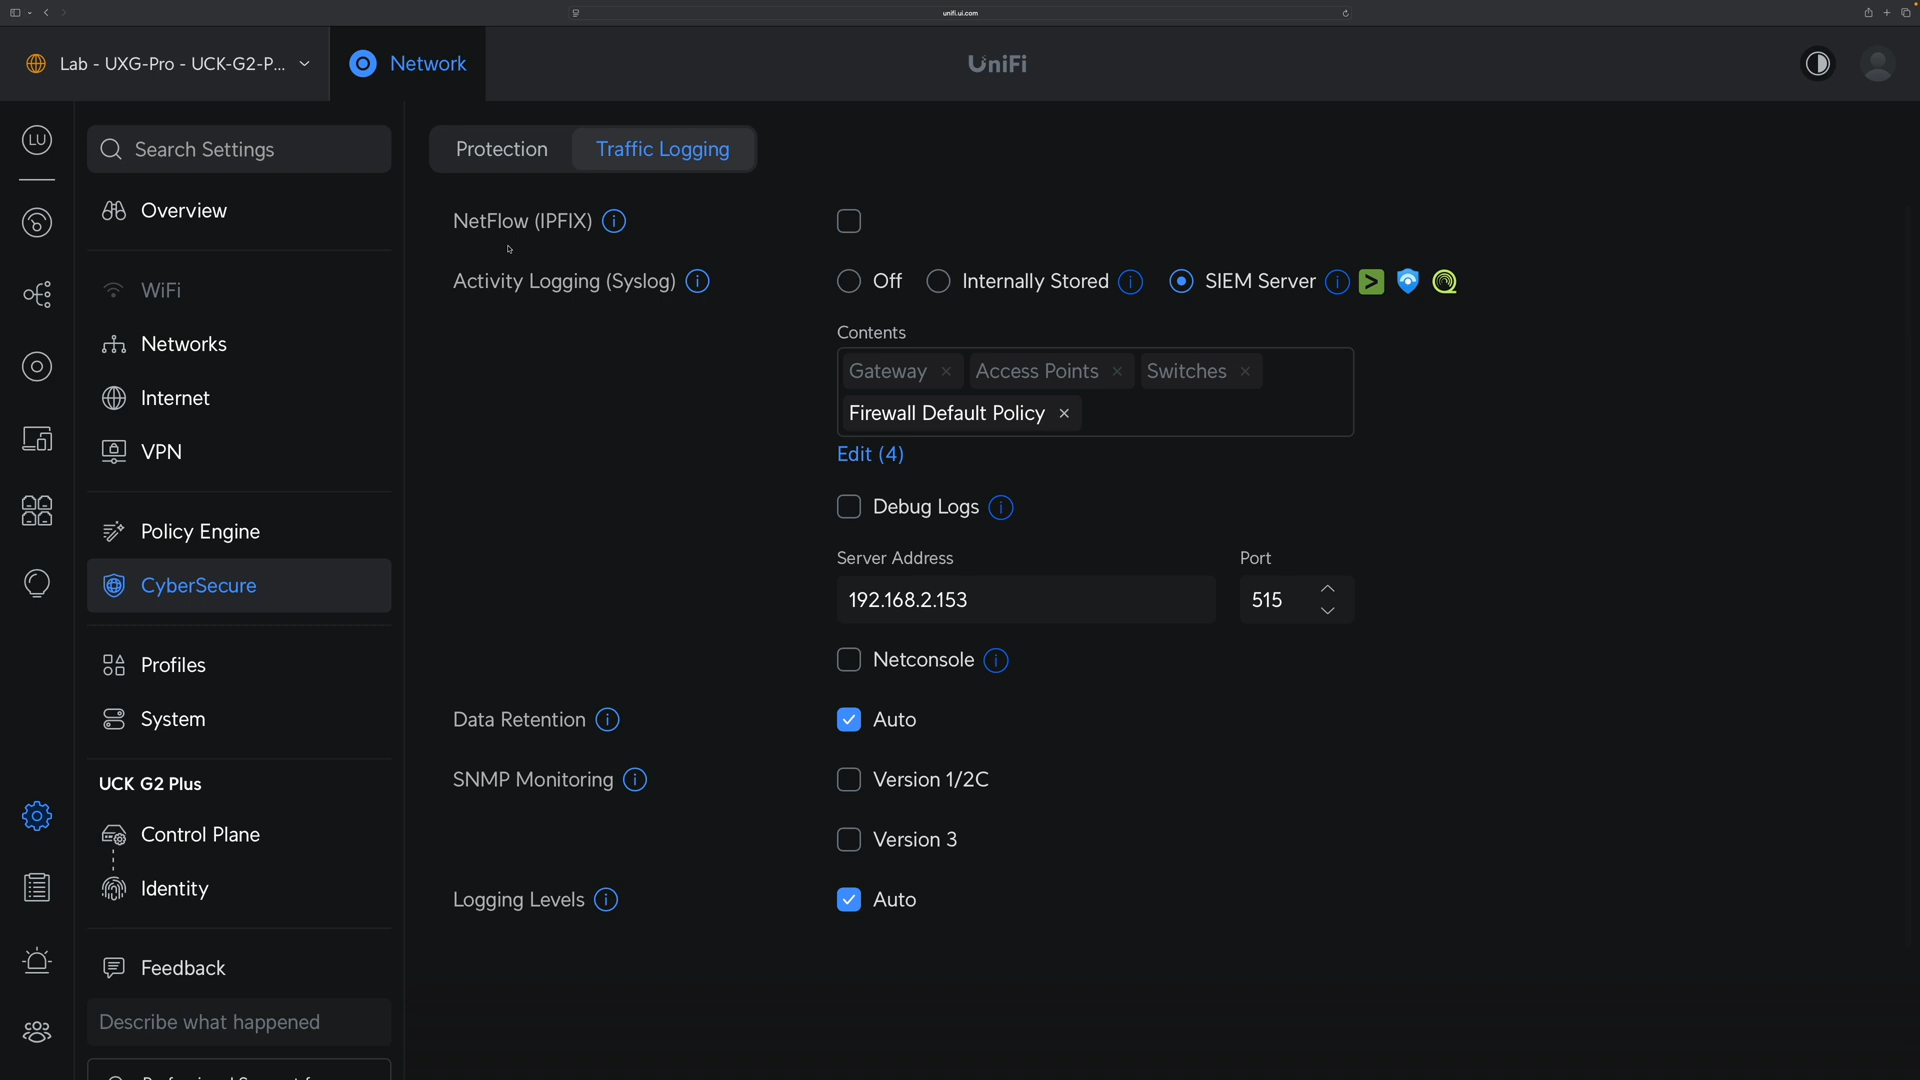 unifi.ui.com
Lab - UXG-Pro - UCK-G2-P...
Network
UniFi
LU
Search Settings
Overview
WiFi
Networks
Internet
VPN
Policy Engine
CyberSecure
Profiles
System
UCK G2 Plus
Control Plane
Identity
Feedback
Describe what happened
Protection
Traffic Logging
NetFlow (IPFIX)
Activity Logging (Syslog)
Off
Internally Stored
SIEM Server
Contents
Gateway
Access Points
Switches
Firewall Default Policy
Edit (4)
Debug Logs
Server Address
Port
192.168.2.153
515
Netconsole
Data Retention
Auto
SNMP Monitoring
Version 1/2C
Version 3
Logging Levels
Auto